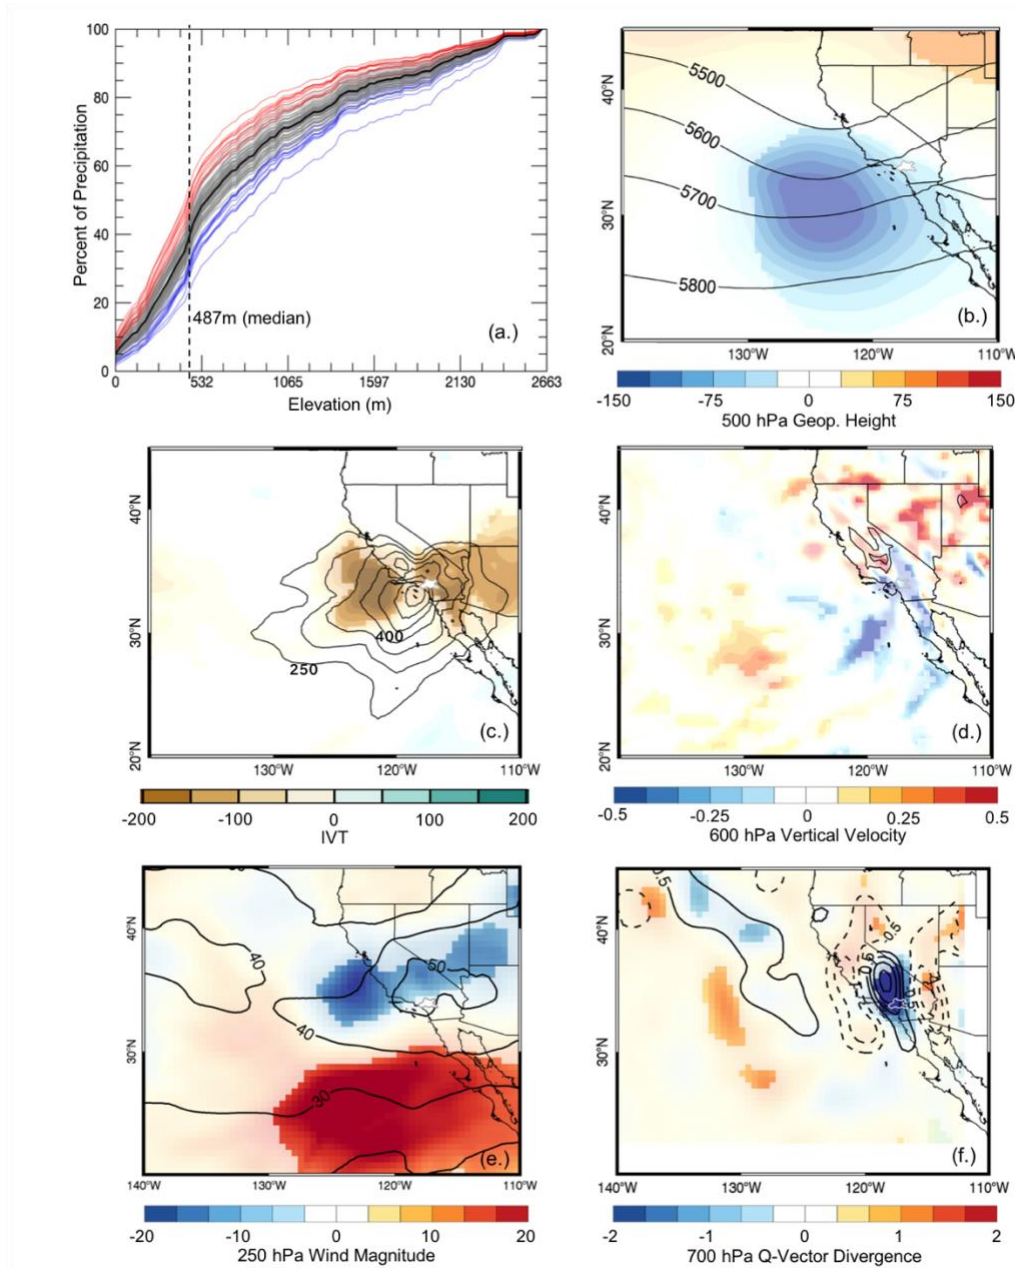 100
80
60
40
20
0
Percent of Precipitation
487m (median)
(a.)
0 532 1065 1597 2130 2663
Elevation (m)
40°N
30°N
20°N
5500
5600
5700
5800
(b.)
130°W 120°W 110°W
-150 -75 0 75 150
500 hPa Geop. Height
40°N
30°N
20°N
400
250
(c.)
130°W 120°W 110°W
-200 -100 0 100 200
IVT
40°N
30°N
20°N
(d.)
130°W 120°W 110°W
-0.5 -0.25 0 0.25 0.5
600 hPa Vertical Velocity
40°N
30°N
40
50
40
30
(e.)
140°W 130°W 120°W 110°W
-20 -10 0 10 20
250 hPa Wind Magnitude
40°N
30°N
-0.5
(f.)
140°W 130°W 120°W 110°W
-2 -1 0 1 2
700 hPa Q-Vector Divergence